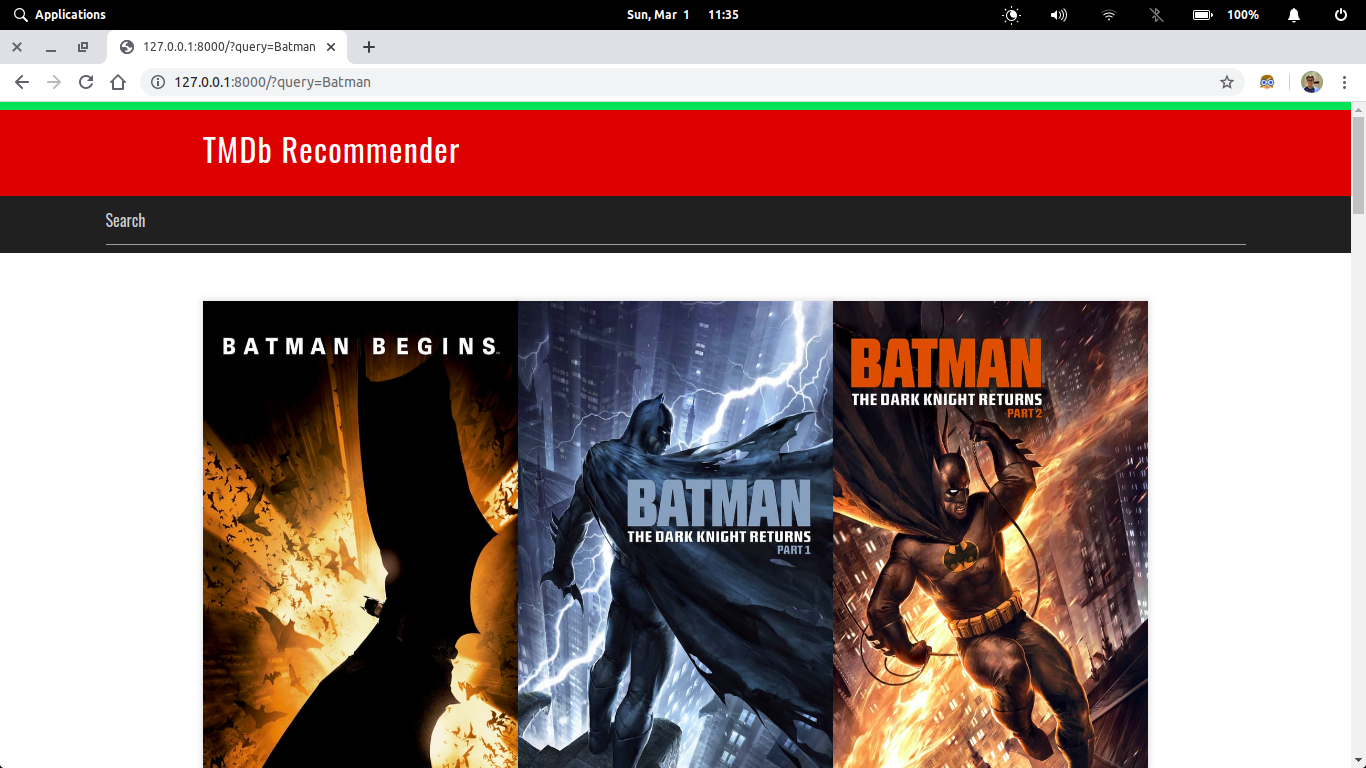 Applications
Sun, Mar 1 11:35
100%
127.0.0.1:8000/?query=Batman
127.0.0.1:8000/?query=Batman
TMDb Recommender
Search
BATMAN BEGINS
BATMAN
THE DARK KNIGHT RETURNS
PART 1
BATMAN
THE DARK KNIGHT RETURNS
PART 2